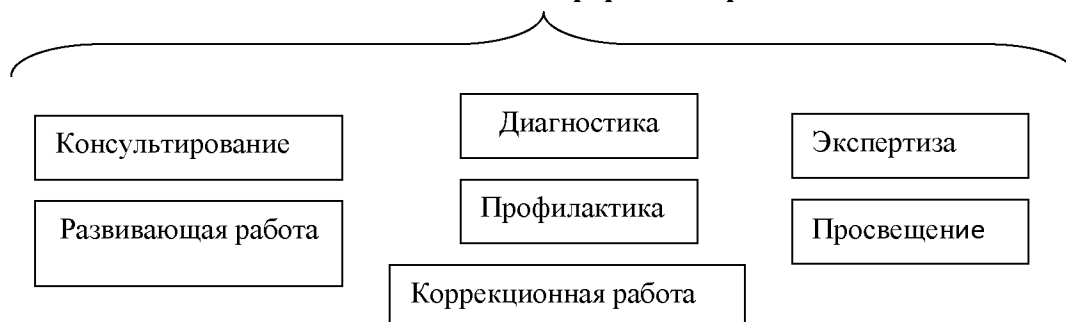 Консультирование
Диагностика
Экспертиза
Развивающая работа
Профилактика
Просвещение
Коррекционная работа